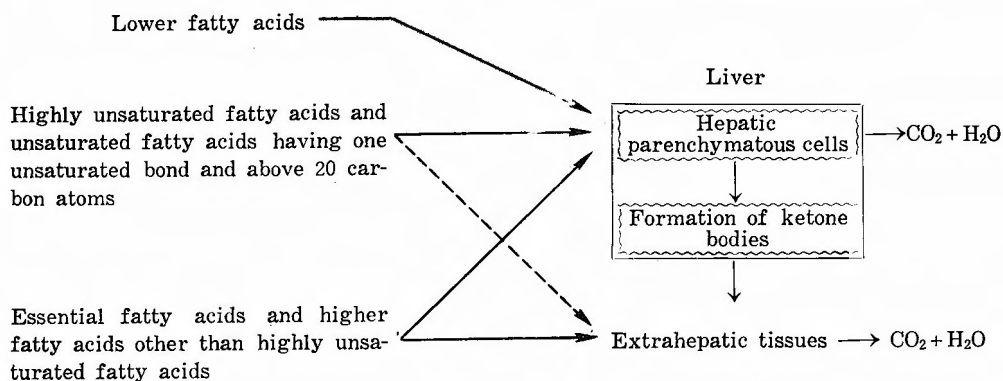 Lower fatty acids
Liver
Highly unsaturated fatty acids and
unsaturated fatty acids having one
unsaturated bond and above 20 car-
bon atoms
Hepatic
parenchymatous cells
→CO₂ + H₂O
Formation of ketone
bodies
Essential fatty acids and higher
fatty acids other than highly unsa-
turated fatty acids
Extrahepatic tissues → CO₂ + H₂O